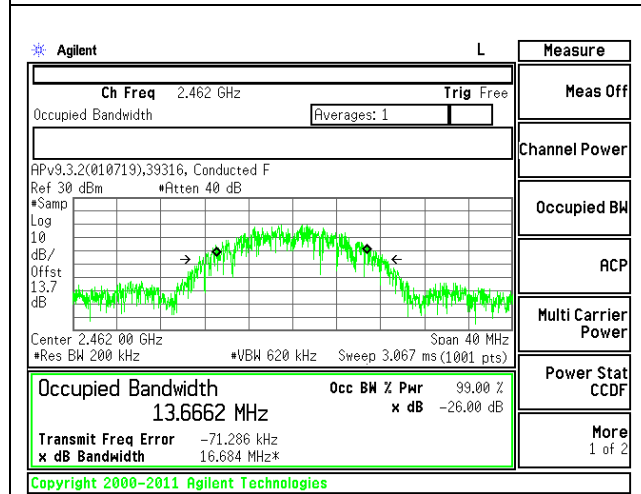 Agilent L Measure
Ch Freq 2.462 GHz Trig Free
Meas Off
Occupied Bandwidth Averages: 1
Channel Power
APv9.3.2(010719),39316, Conducted F
Ref 30 dBm #Atten 40 dB
#Samp
Log
10
dB/
Offst
13.7
dB
Occupied BW
ACP
Multi Carrier
Power
Center 2.462 00 GHz Span 40 MHz
#Res BW 200 kHz #VBW 620 kHz Sweep 3.067 ms (1001 pts)
Power Stat
CCDF
Occupied Bandwidth Occ BW % Pwr 99.00 %
13.6662 MHz x dB -26.00 dB
Transmit Freq Error -71.286 kHz
x dB Bandwidth 16.684 MHz*
More
1 of 2
Copyright 2000-2011 Agilent Technologies